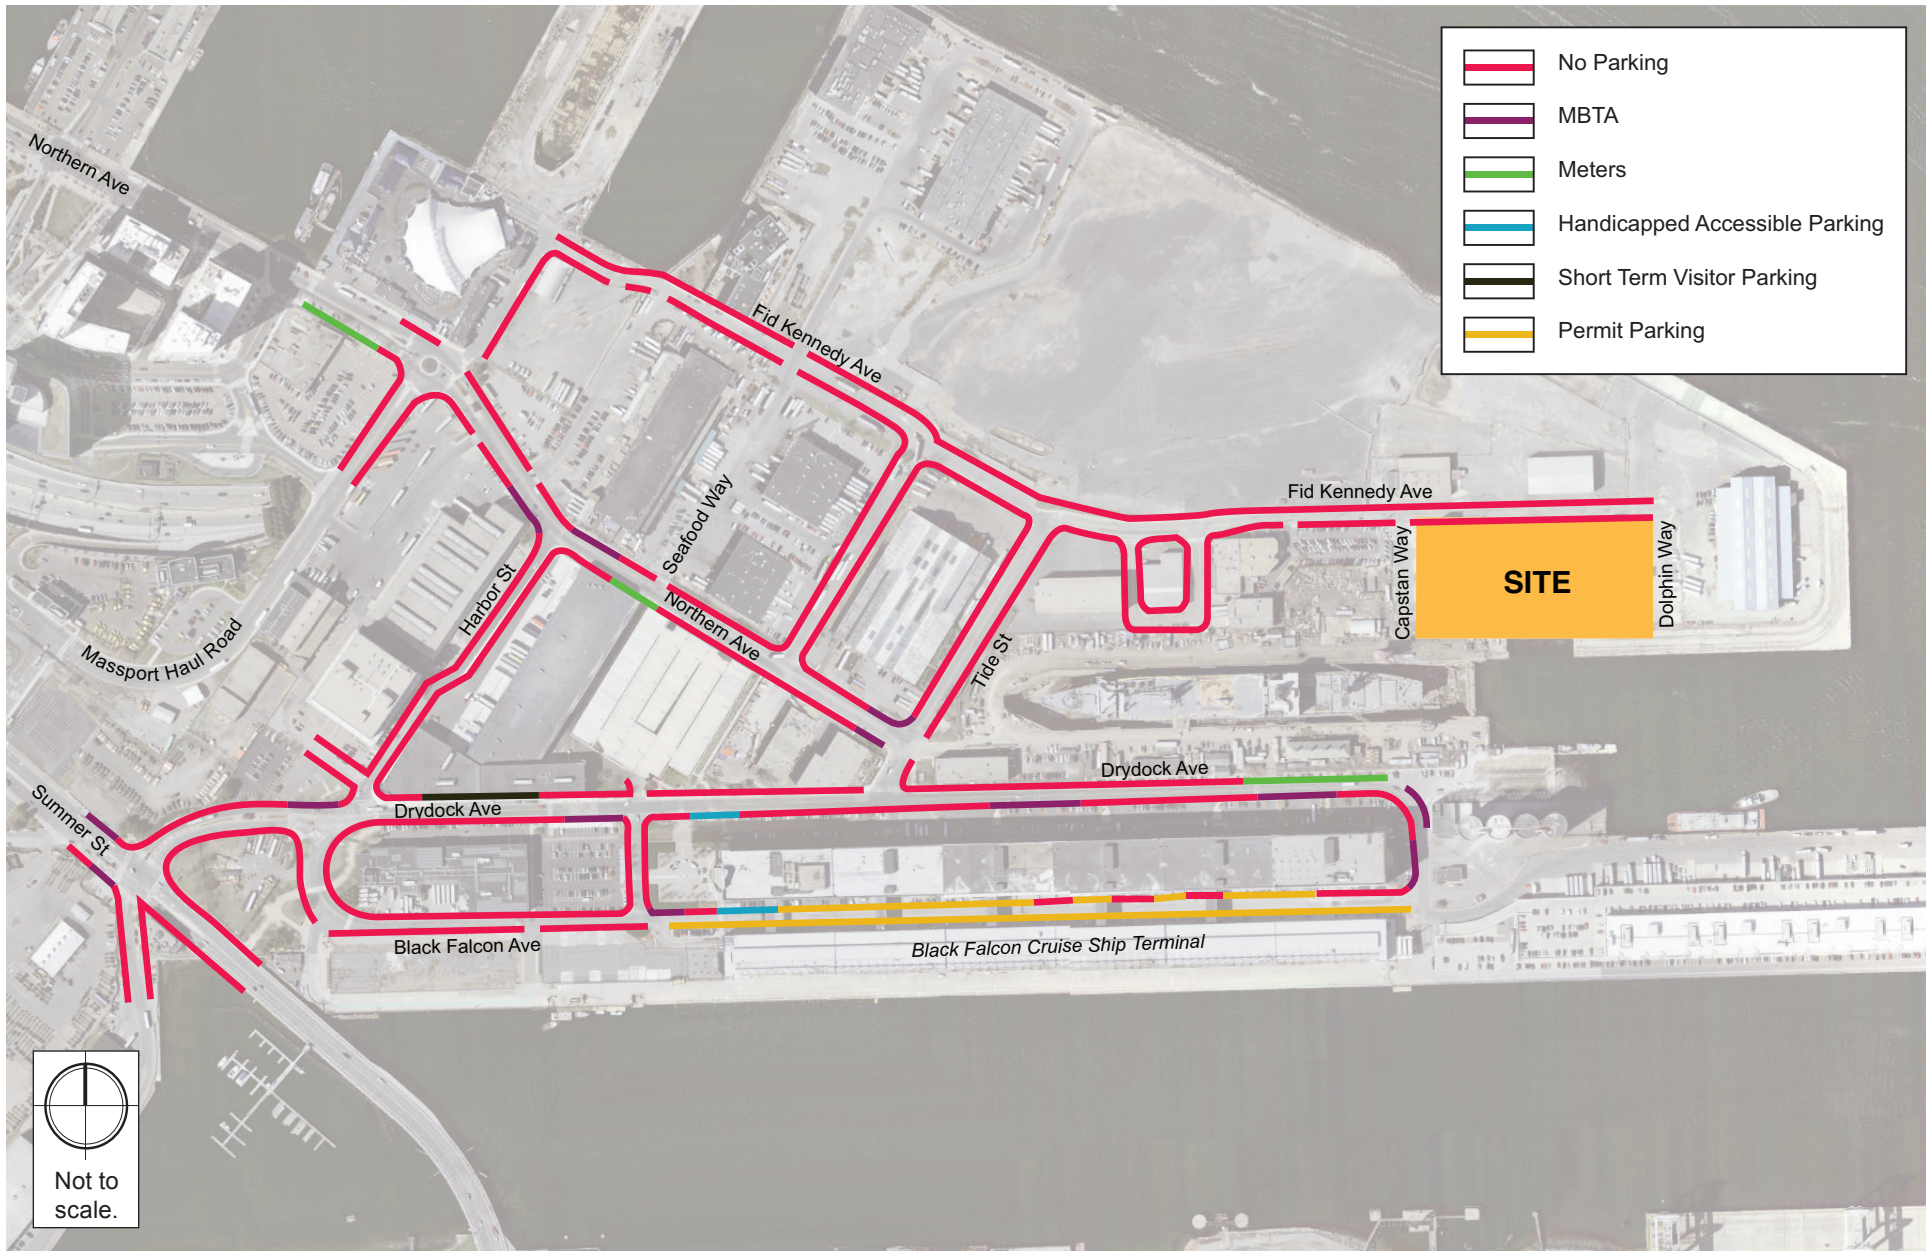 No Parking
MBTA
Meters
Handicapped Accessible Parking
Short Term Visitor Parking
Permit Parking
Northern Ave
Fid Kennedy Ave
Fid Kennedy Ave
Seafood Way
Capstan Way
SITE
Dolphin Way
Harbor St
Northern Ave
Massport Haul Road
Tide St
Summer St
Drydock Ave
Drydock Ave
Black Falcon Ave
Black Falcon Cruise Ship Terminal
Not to
scale.